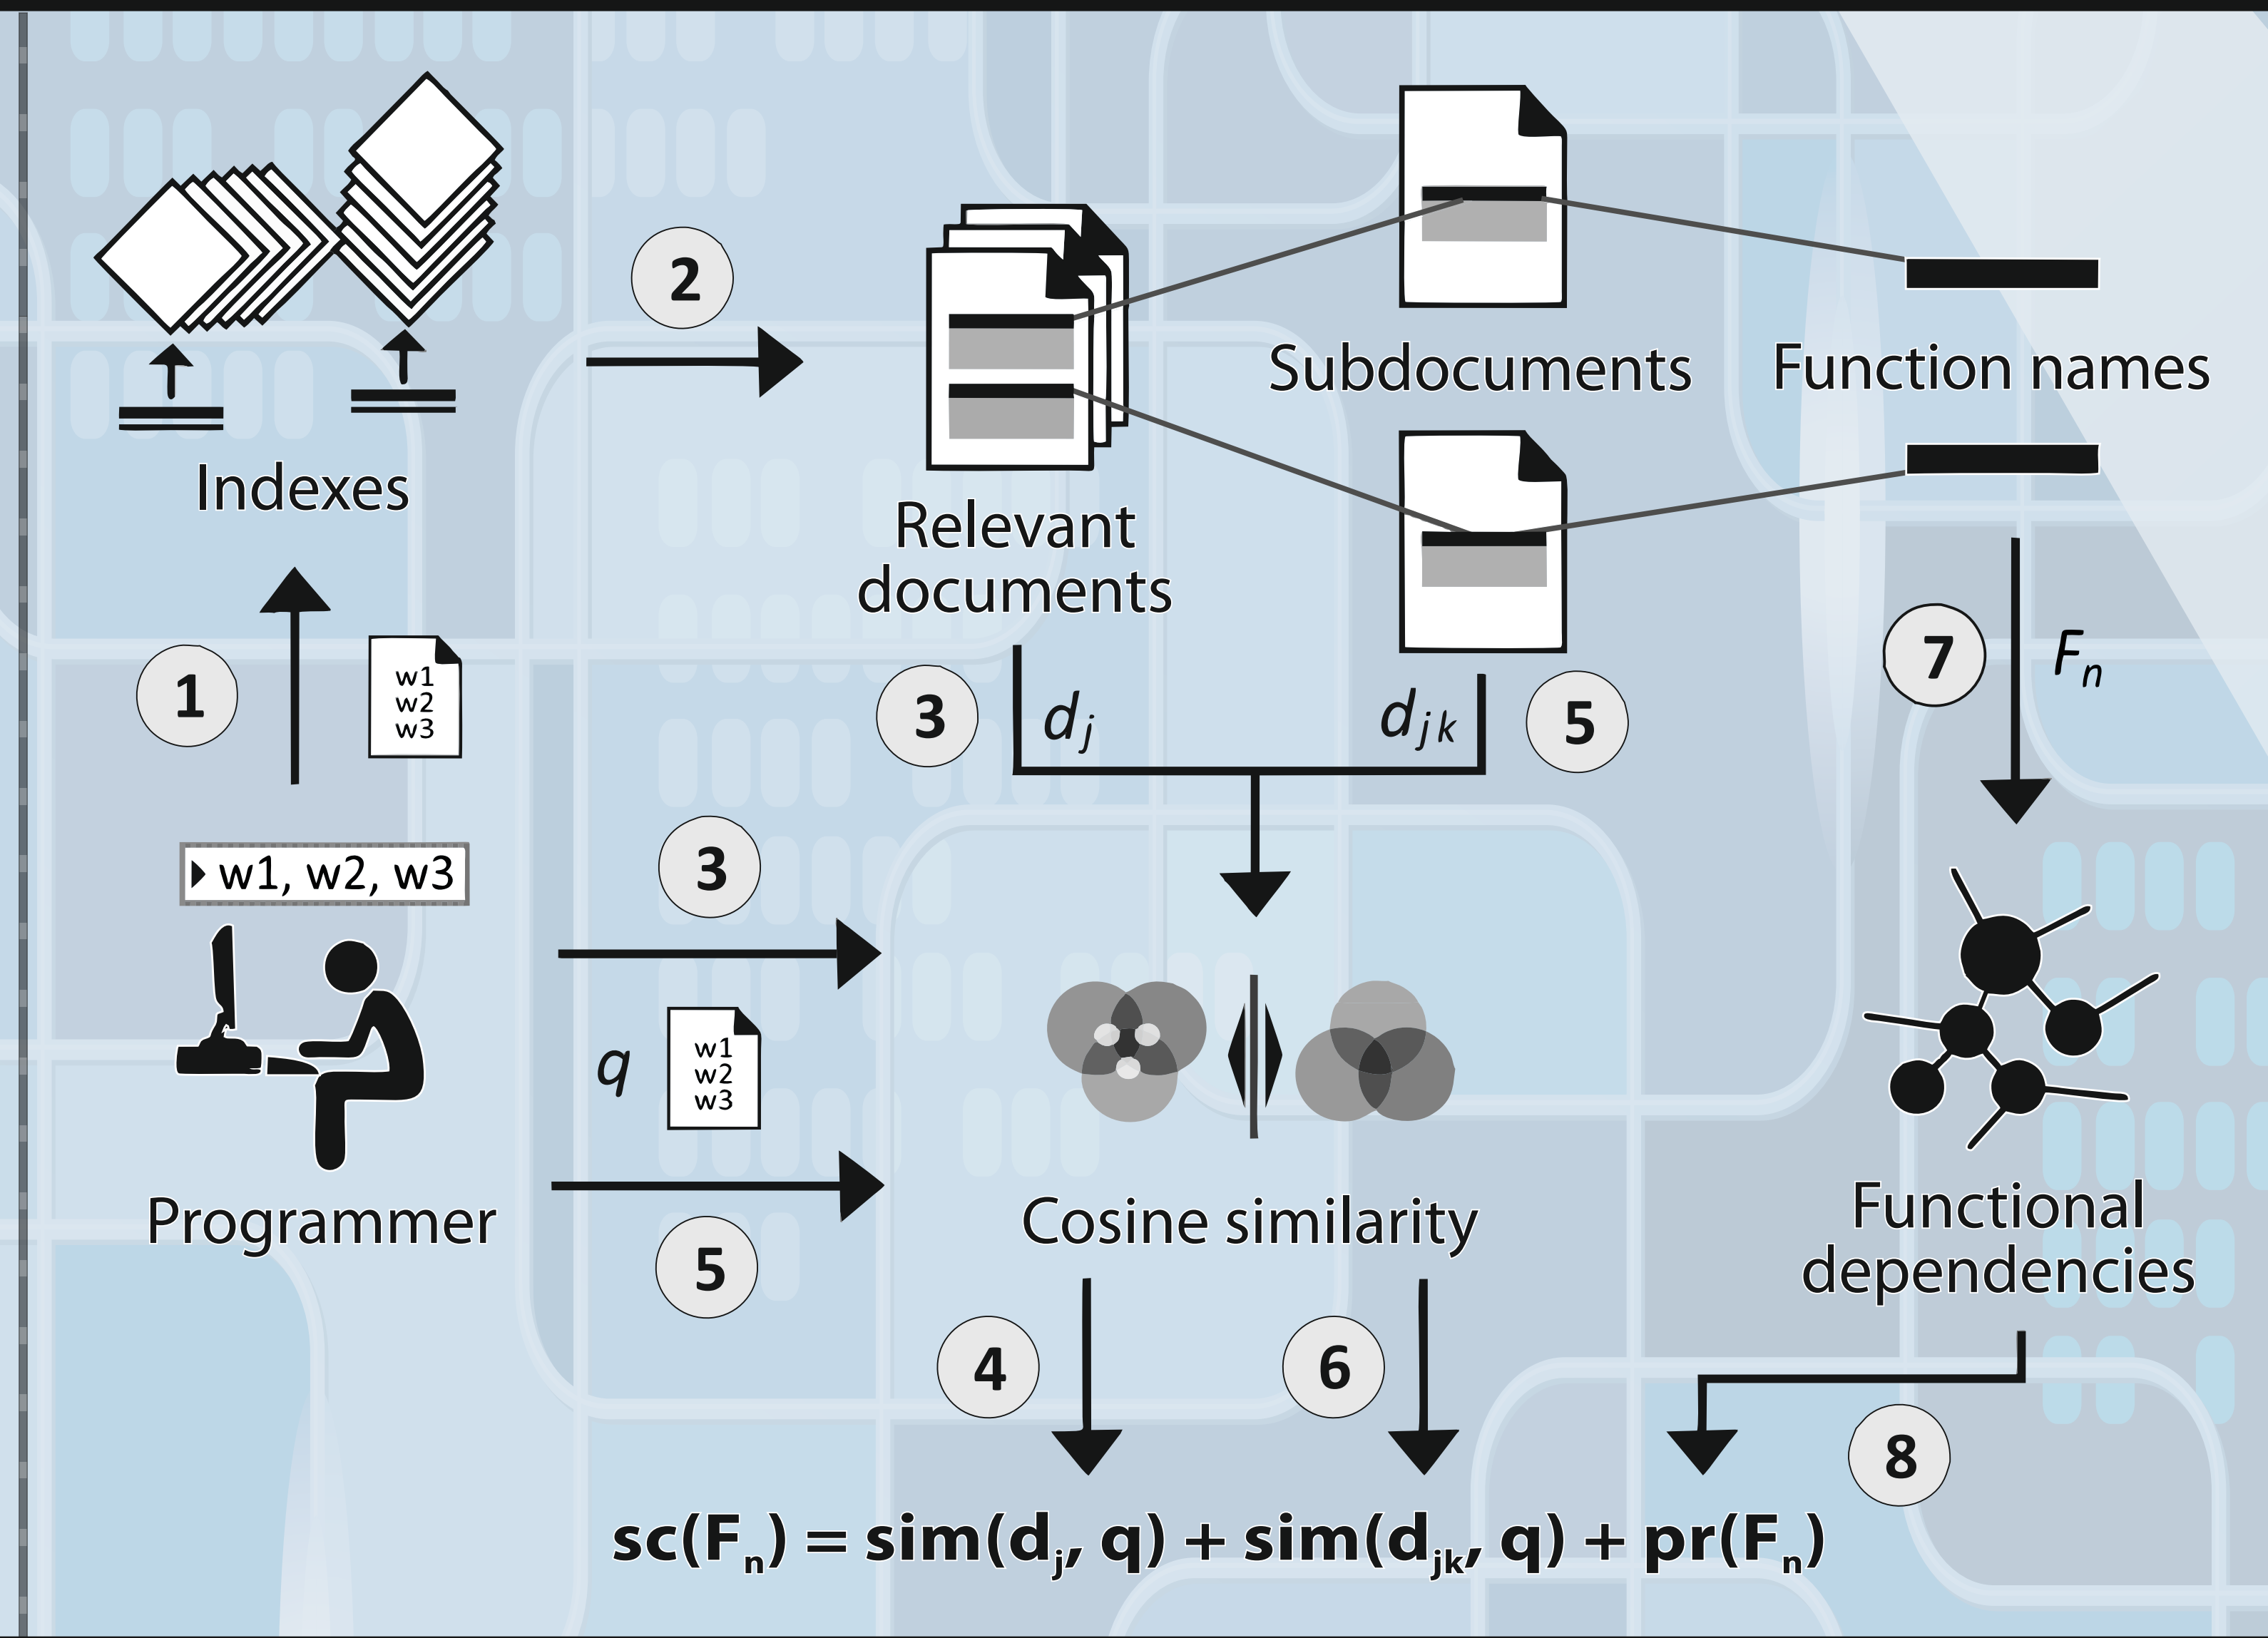 Indexes
2
Relevant
documents
Subdocuments
Function names
1
w1
w2
w3
3
dj
djk
5
7
Fn
w1, w2, w3
Programmer
3
q
w1
w2
w3
5
Cosine similarity
Functional
dependencies
4
6
8
sc(Fn) = sim(dj, q) + sim(djk, q) + pr(Fn)